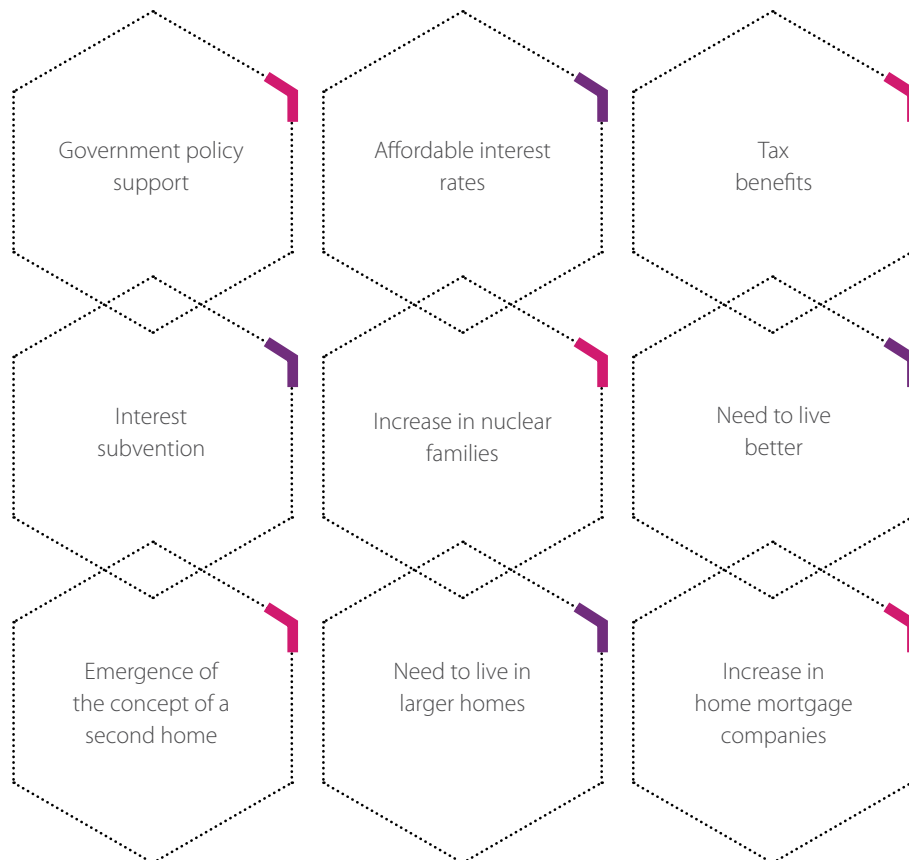 Government policy
support
Affordable interest
rates
Tax
benefits
Interest
subvention
Increase in nuclear
families
Need to live
better
Emergence of
the concept of a
second home
Need to live in
larger homes
Increase in
home mortgage
companies